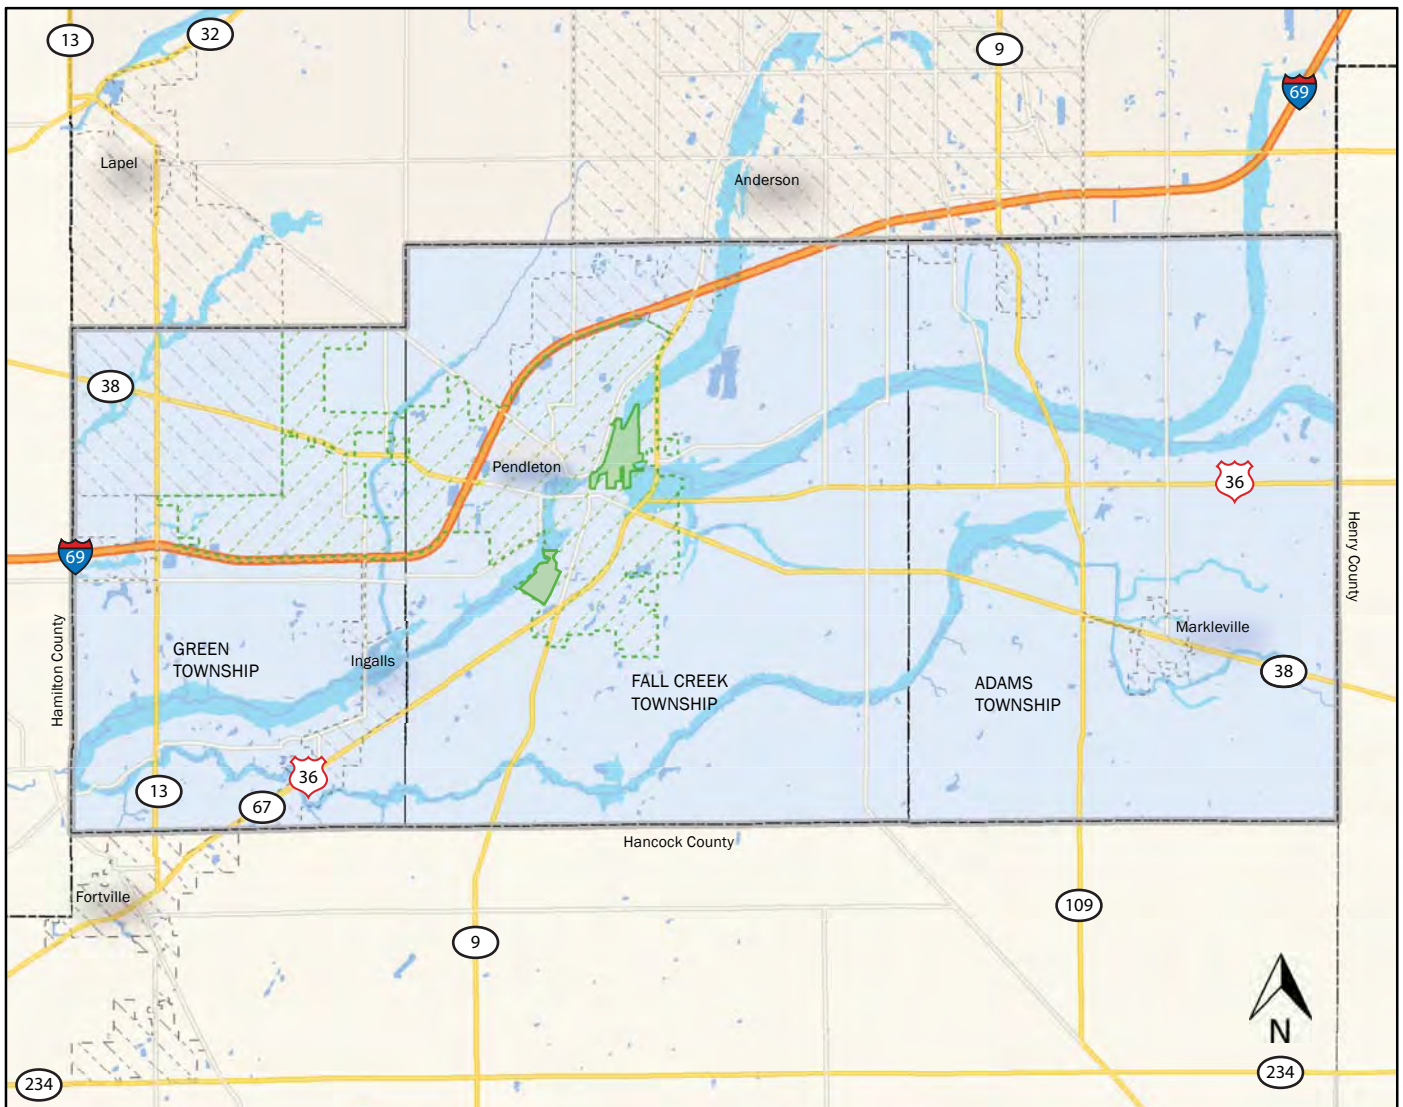 13
32
9
69
Lapel
Anderson
38
Pendleton
36
69
Henry County
Hamilton County
GREEN
TOWNSHIP
Ingalls
FALL CREEK
TOWNSHIP
ADAMS
TOWNSHIP
Markleville
38
36
13
67
Hancock County
Fortville
109
9
N
234
234